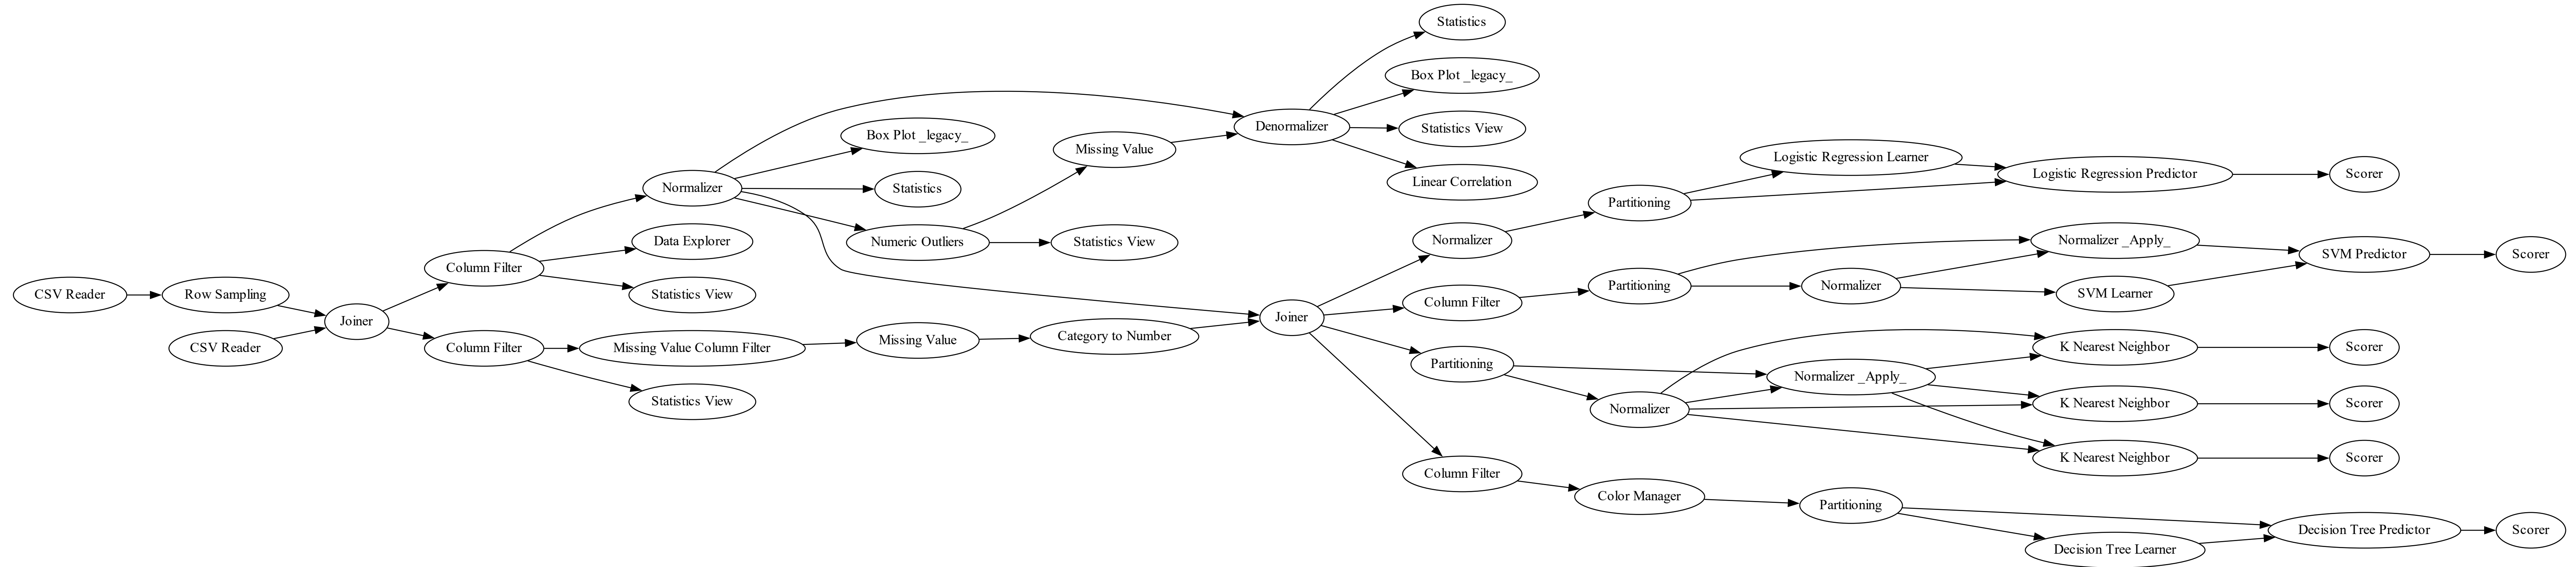 Statistics
Box Plot _legacy_
Statistics View
Linear Correlation
Denormalizer
Missing Value
Box Plot _legacy_
Statistics
Normalizer
Numeric Outliers
Statistics View
Data Explorer
Column Filter
Statistics View
CSV Reader
Row Sampling
Joiner
CSV Reader
Column Filter
Missing Value Column Filter
Missing Value
Category to Number
Statistics View
Joiner
Normalizer
Partitioning
Logistic Regression Learner
Logistic Regression Predictor
Scorer
Column Filter
Partitioning
Normalizer _Apply_
Normalizer
SVM Learner
SVM Predictor
Scorer
Partitioning
Normalizer
Normalizer _Apply_
K Nearest Neighbor
Scorer
K Nearest Neighbor
Scorer
K Nearest Neighbor
Scorer
Column Filter
Color Manager
Partitioning
Decision Tree Learner
Decision Tree Predictor
Scorer